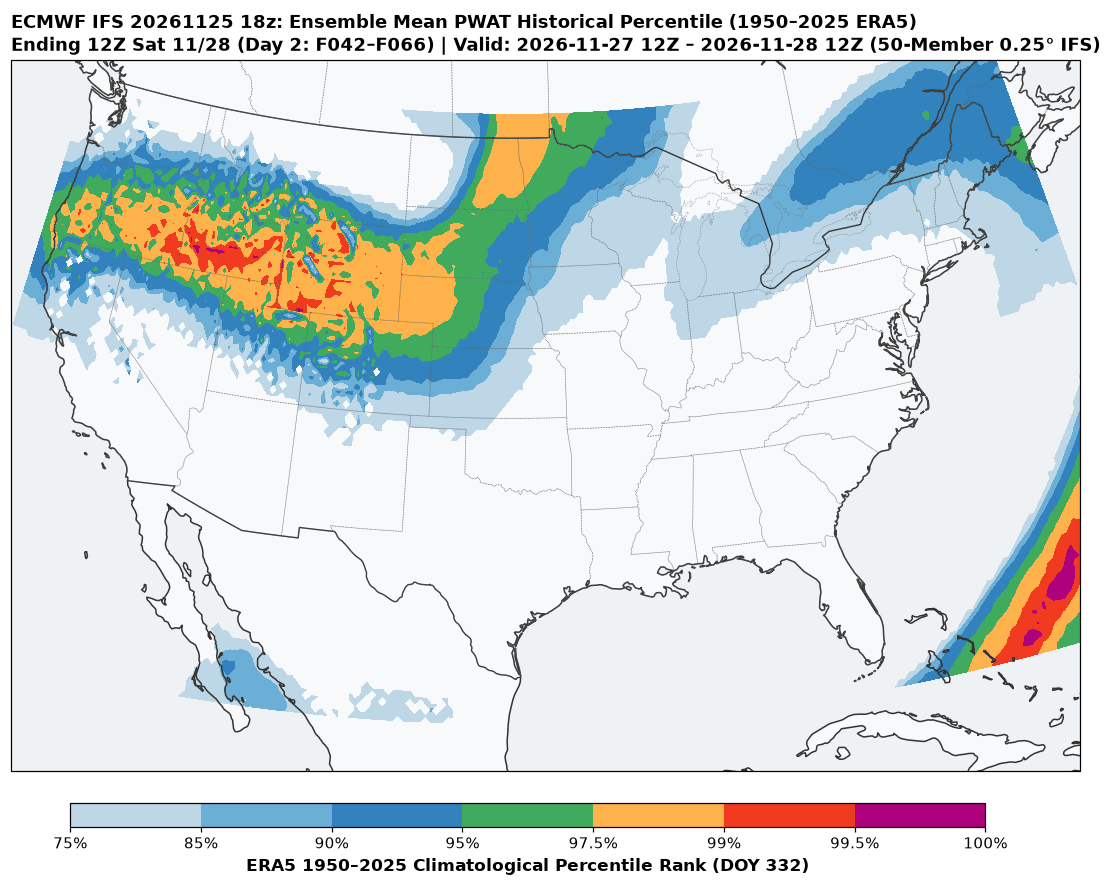 ECMWF IFS 20261125 18z: Ensemble Mean PWAT Historical Percentile (1950–2025 ERA5)
Ending 12Z Sat 11/28 (Day 2: F042–F066) | Valid: 2026-11-27 12Z – 2026-11-28 12Z (50-Member 0.25° IFS)
75% 85% 90% 95% 97.5% 99% 99.5% 100%
ERA5 1950–2025 Climatological Percentile Rank (DOY 332)